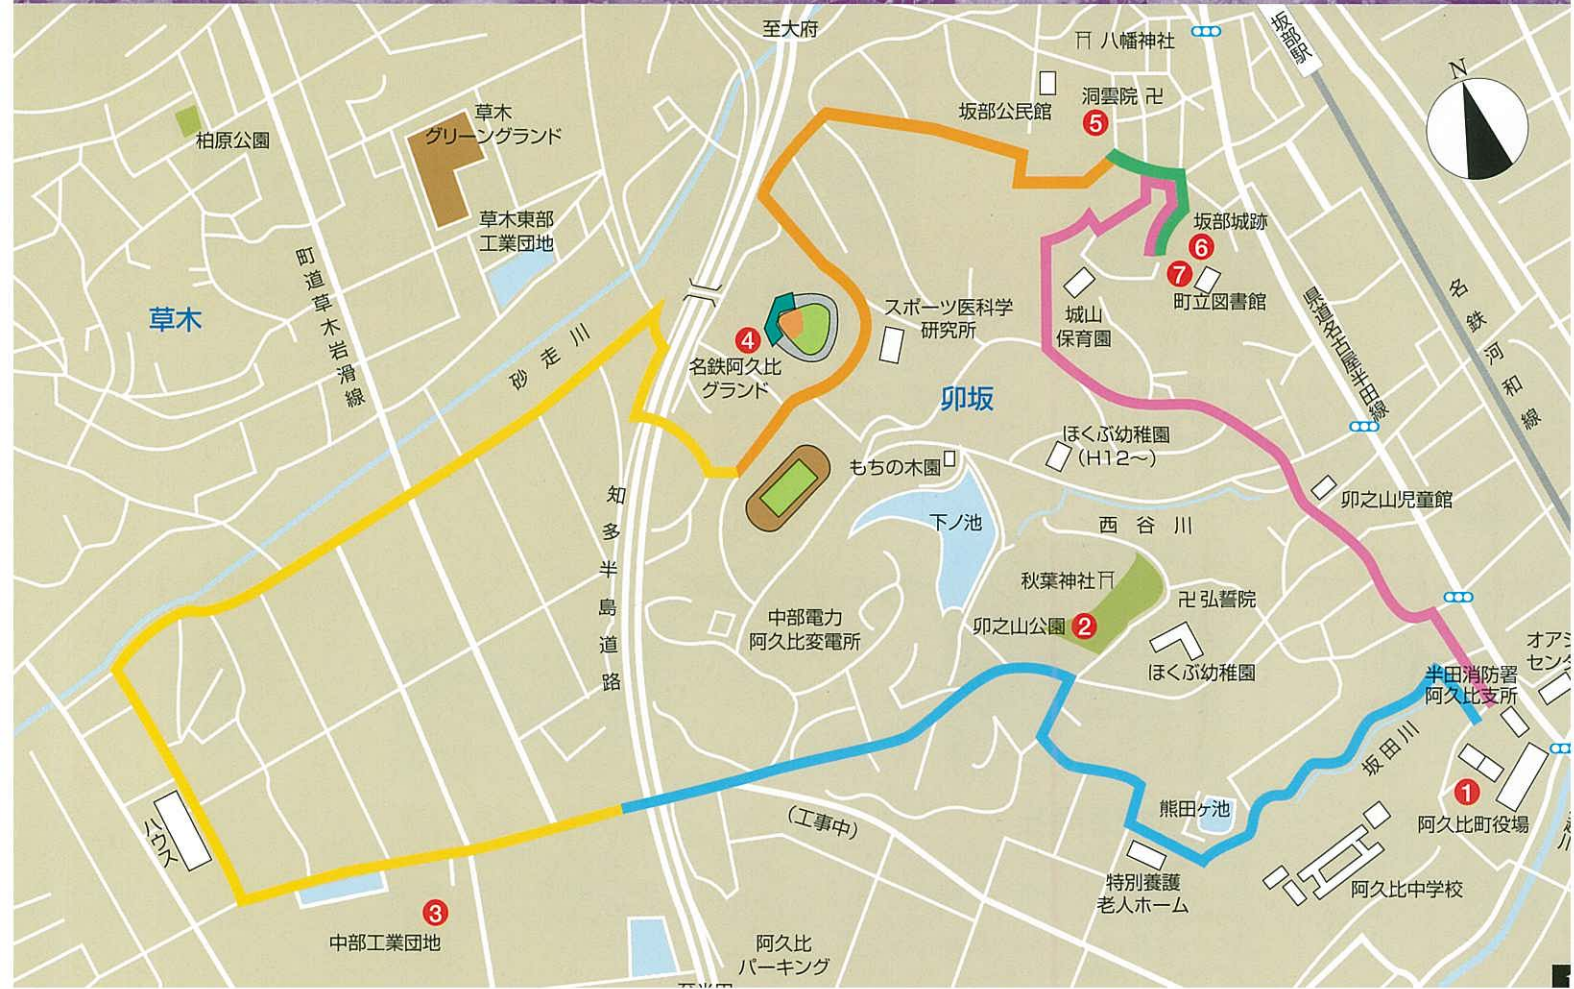 至大府
八幡神社
坂部駅
N
坂部公民館
洞雲院
5
草木
グリーングランド
柏原公園
草木東部
工業団地
町道草木岩滑線
草木
砂走川
坂部城跡
6
7
町立図書館
城山
保育園
スポーツ医科学
研究所
4
名鉄阿久比
グランド
卯坂
県道名古屋半田線
名鉄河和線
ほくぶ幼稚園
(H12〜)
もちの木園
卯之山児童館
知多半島道路
下ノ池
西谷川
秋葉神社
弘誓院
卯之山公園
2
ほくぶ幼稚園
中部電力
阿久比変電所
オアシ
センタ
半田消防署
阿久比支所
坂田川
1
阿久比町役場
熊田ヶ池
(工事中)
ハウス
特別養護
老人ホーム
阿久比中学校
3
中部工業団地
阿久比
パーキング
至半田